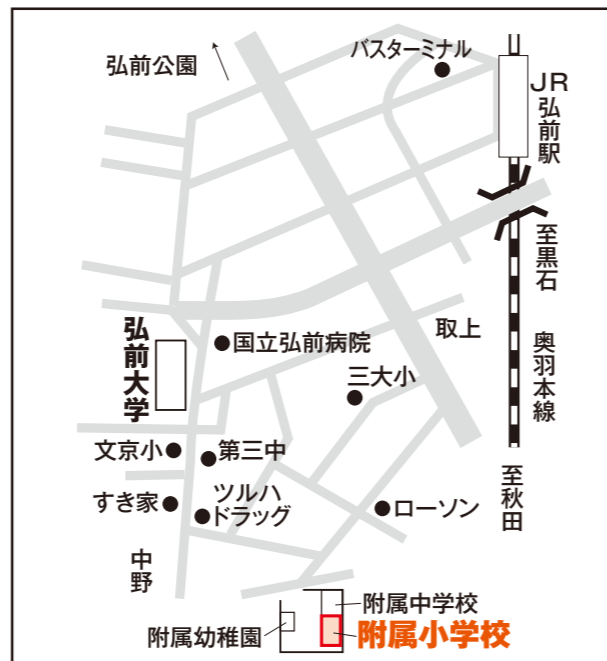 弘前公園
バスターミナル
JR
弘前駅
至黒石
奥羽本線
至秋田
取上
国立弘前病院
弘前大学
三大小
文京小
第三中
すき家
ツルハ
ドラッグ
ローソン
中野
附属中学校
附属小学校
附属幼稚園